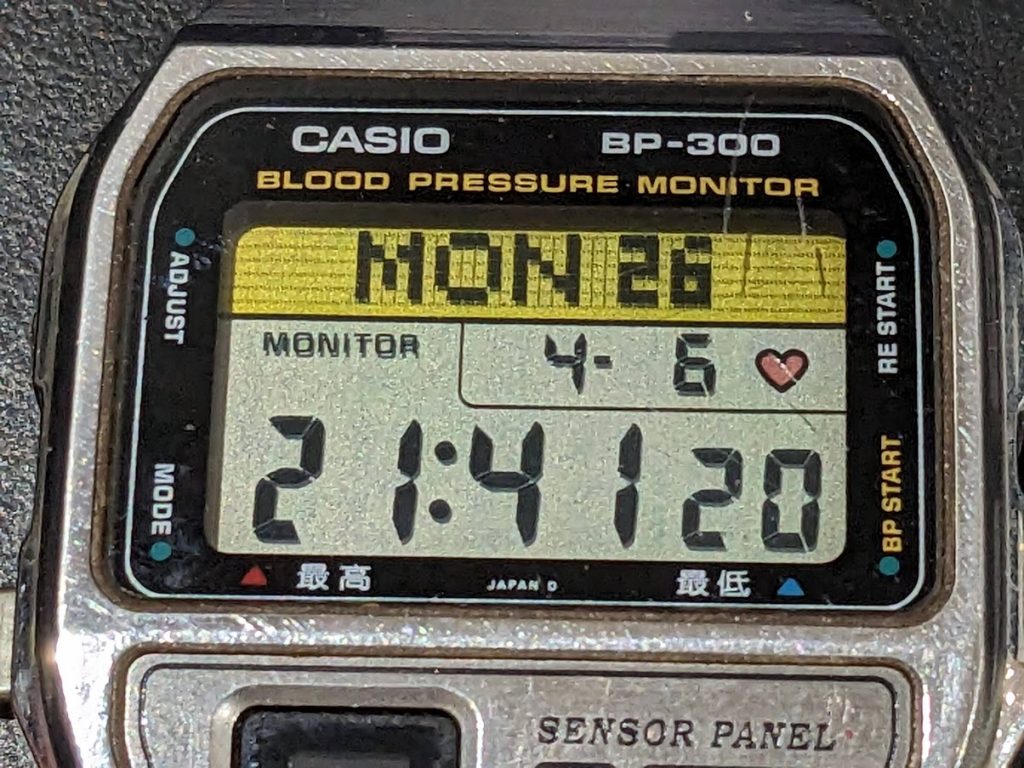 CASIO BP-300
BLOOD PRESSURE MONITOR
ADJUST
RE START
MON 26
MONITOR 4- 6
21:41 20
MODE
BP START
最高 JAPAN D 最低
SENSOR PANEL